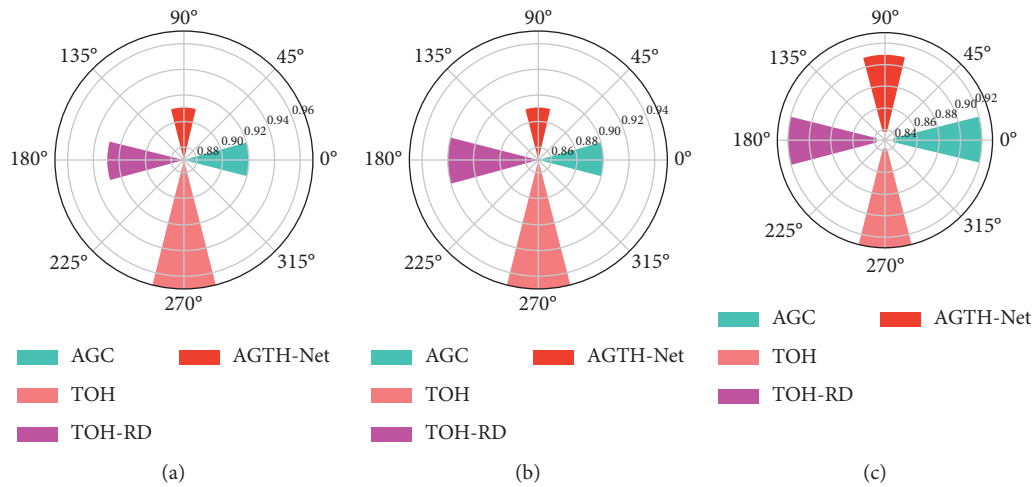 90°
135°
45°
0.96
0.94
0.92
0.90
0.88
180°
0°
225°
315°
270°
AGC
AGTH-Net
TOH
TOH-RD
(a)
90°
135°
45°
0.94
0.92
0.90
0.88
0.86
180°
0°
225°
315°
270°
AGC
AGTH-Net
TOH
TOH-RD
(b)
90°
135°
45°
0.92
0.90
0.88
0.86
0.84
180°
0°
225°
315°
270°
AGC
AGTH-Net
TOH
TOH-RD
(c)